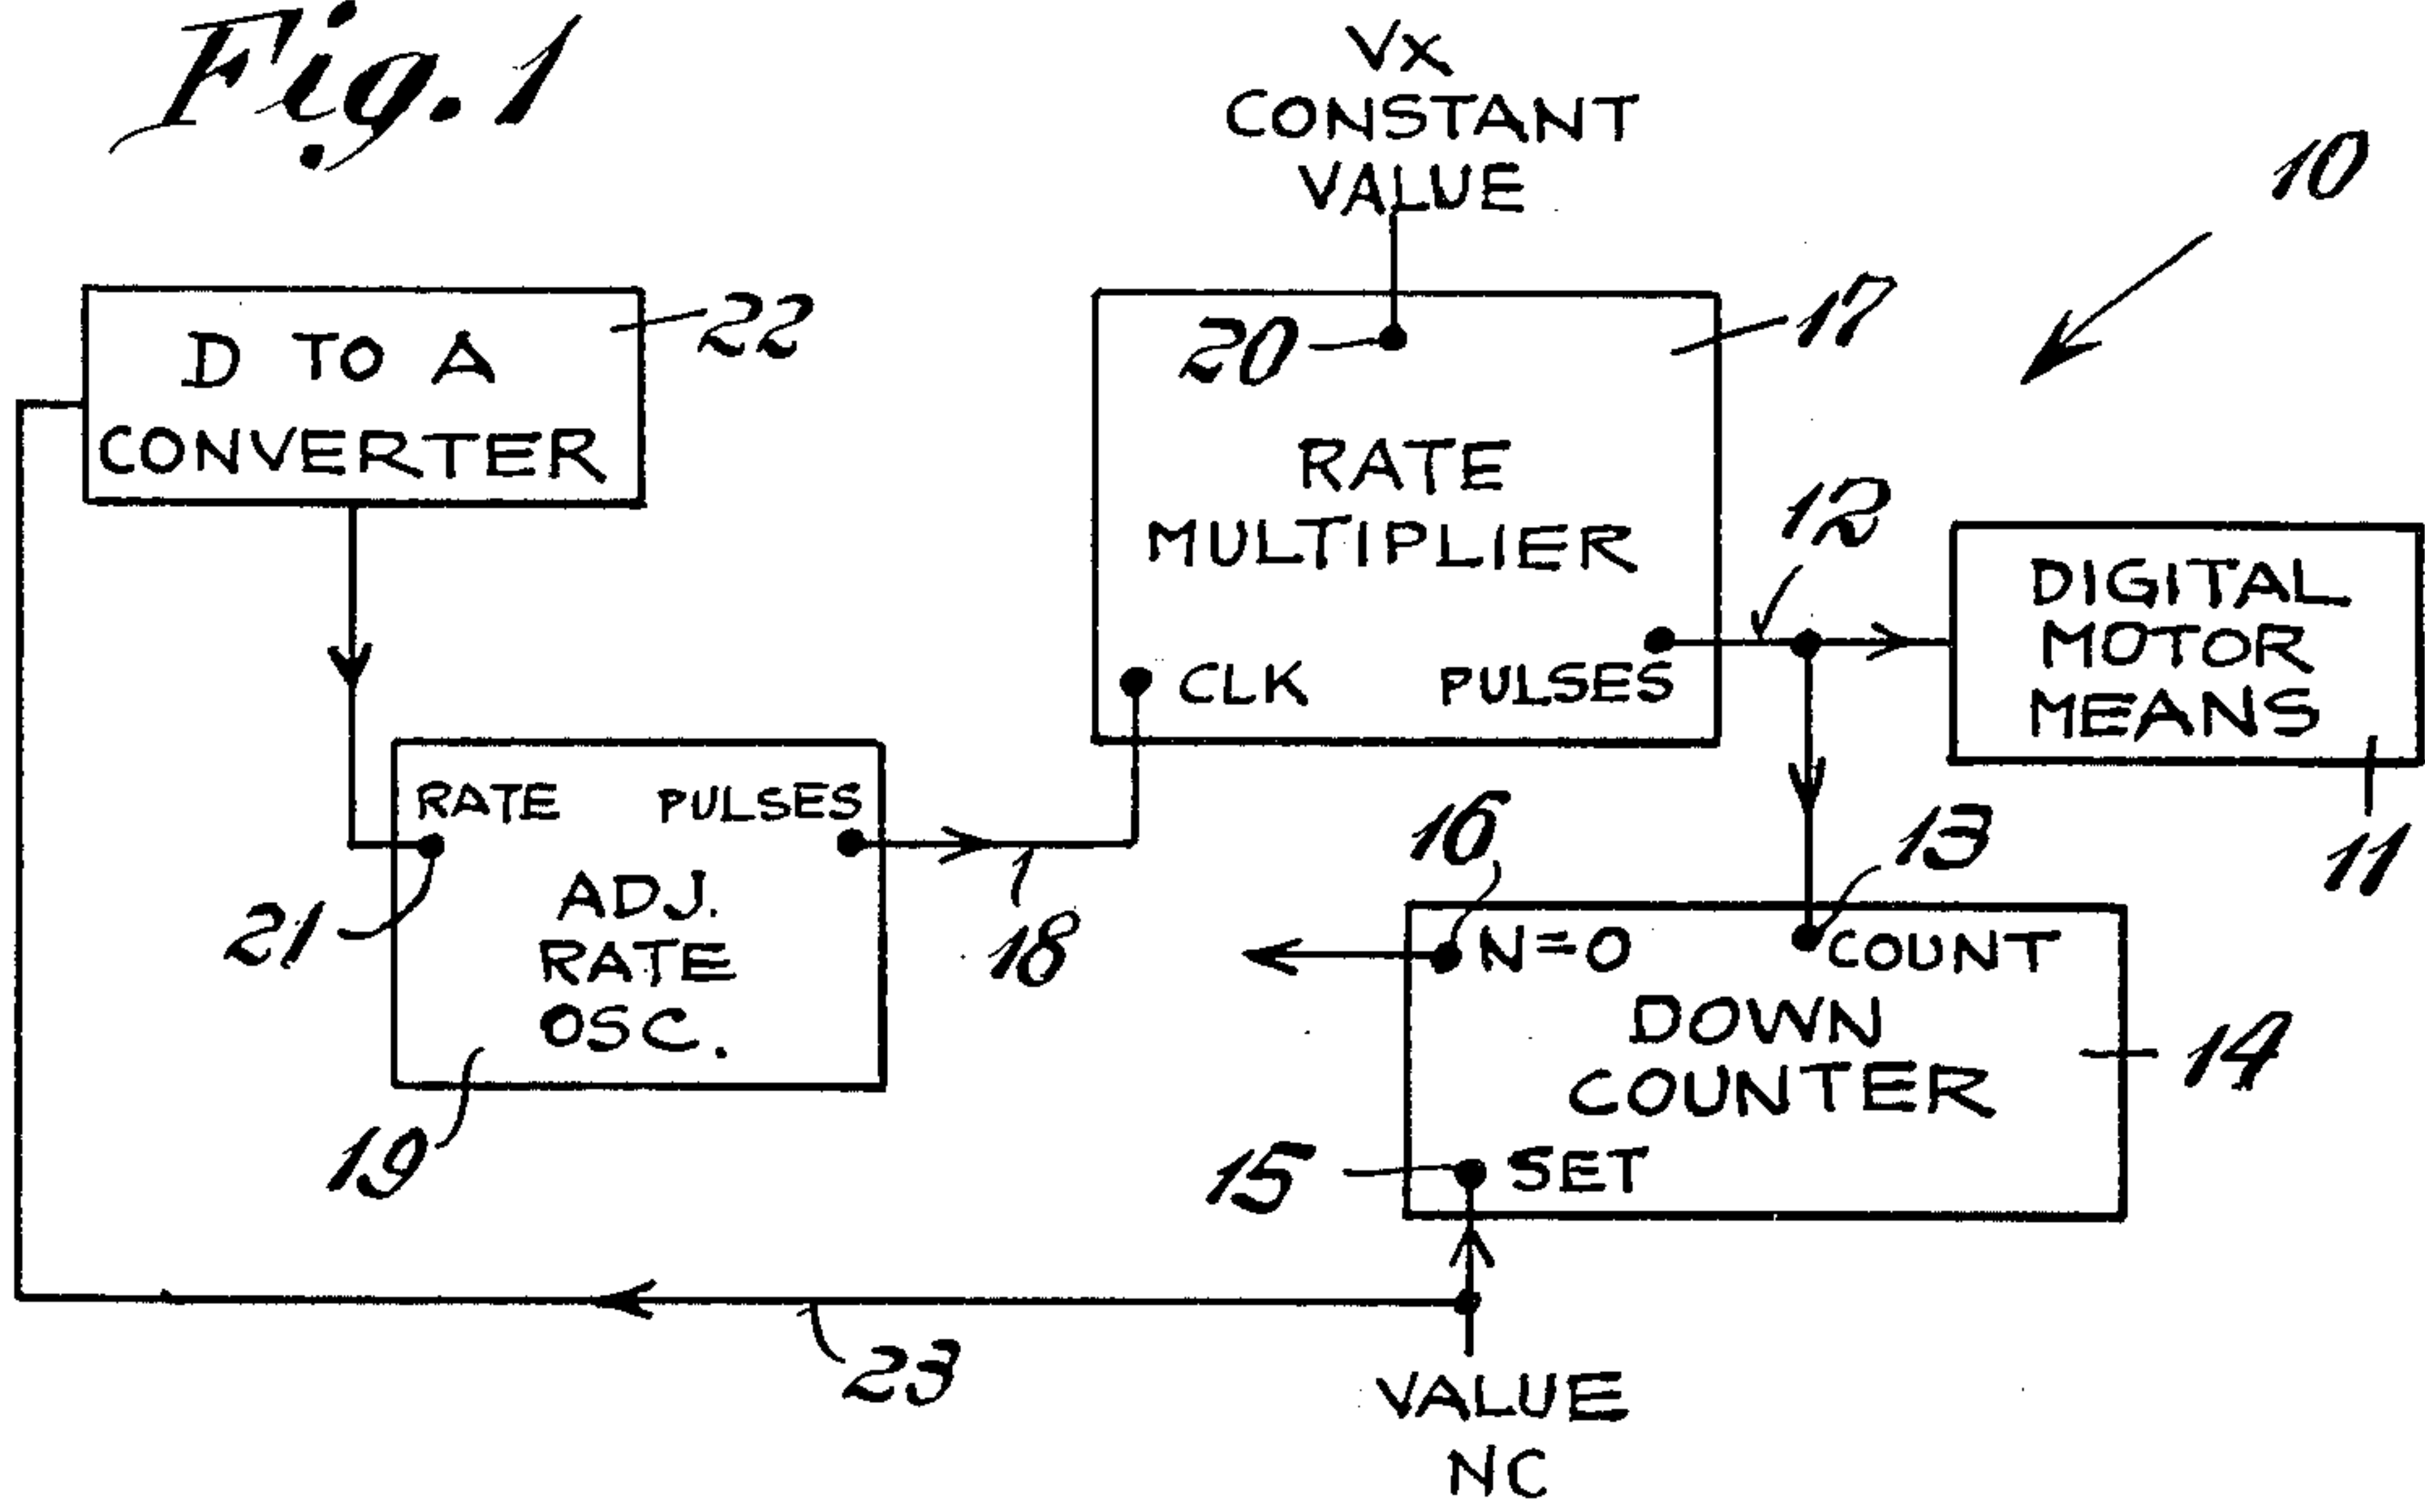 Fig. 1
Vx
CONSTANT
VALUE
10
D TO A
CONVERTER
22
20
17
RATE
MULTIPLIER
12
CLK PULSES
DIGITAL
MOTOR
MEANS
11
RATE PULSES
ADJ.
RATE
OSC.
21
18
19
16
13
N=0 COUNT
DOWN
COUNTER
14
15
SET
23
VALUE
NC